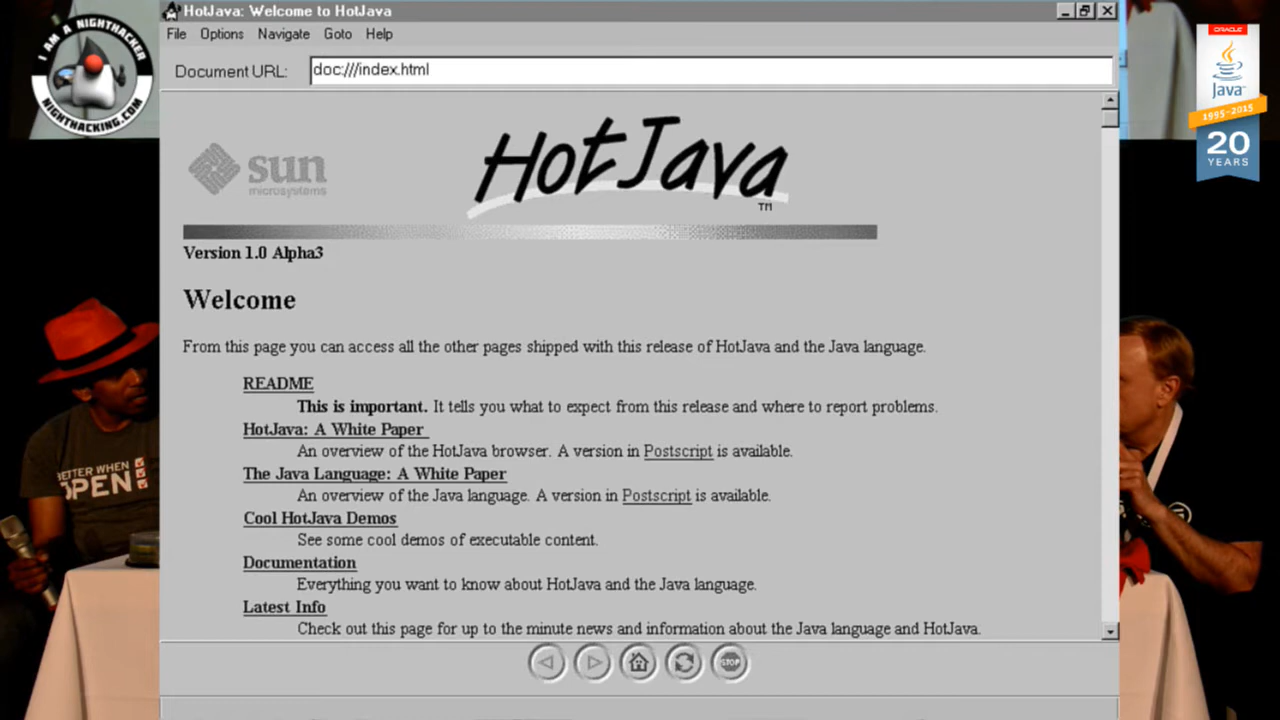 I AM A NIGHTHACKER
NIGHTHACKING.COM
HotJava: Welcome to HotJava
File Options Navigate Goto Help
Document URL: doc:///index.html
sun
microsystems
HotJava
TM
Version 1.0 Alpha3
Welcome
From this page you can access all the other pages shipped with this release of HotJava and the Java language.
README
This is important. It tells you what to expect from this release and where to report problems.
HotJava: A White Paper
An overview of the HotJava browser. A version in Postscript is available.
The Java Language: A White Paper
An overview of the Java language. A version in Postscript is available.
Cool HotJava Demos
See some cool demos of executable content.
Documentation
Everything you want to know about HotJava and the Java language.
Latest Info
Check out this page for up to the minute news and information about the Java language and HotJava.
STOP
ORACLE
Java
1995-2015
20
YEARS
BETTER WHEN
OPEN!